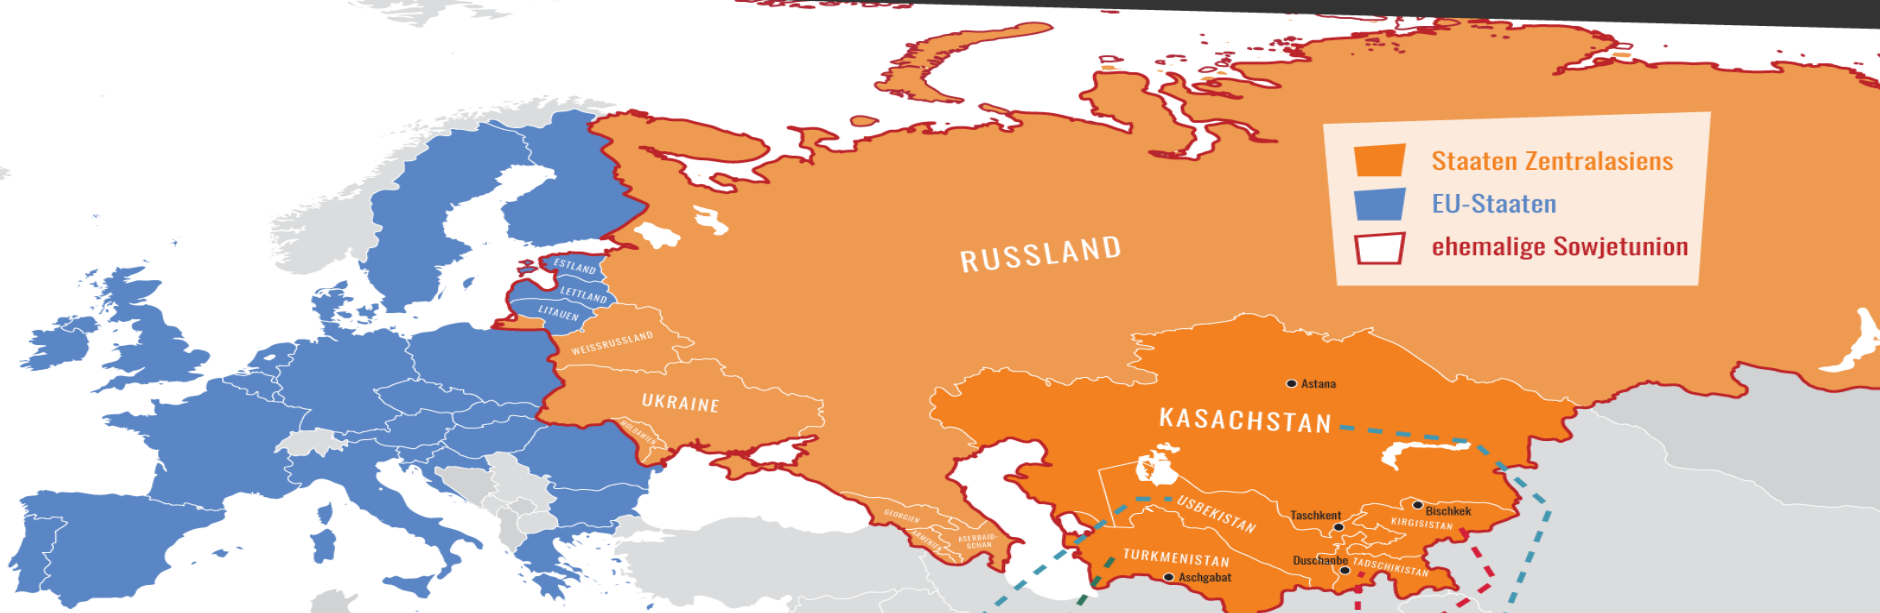 Staaten Zentralasiens
EU-Staaten
ehemalige Sowjetunion
RUSSLAND
ESTLAND
LETTLAND
LITAUEN
WEISSRUSSLAND
UKRAINE
MOLDAWIEN
Astana
KASACHSTAN
USBEKISTAN
Taschkent
Bischkek
KIRGISISTAN
GEORGIEN
ARMENIEN
ASERBAID-
SCHAN
TURKMENISTAN
Duschanbe
TADSCHIKISTAN
Aschgabat